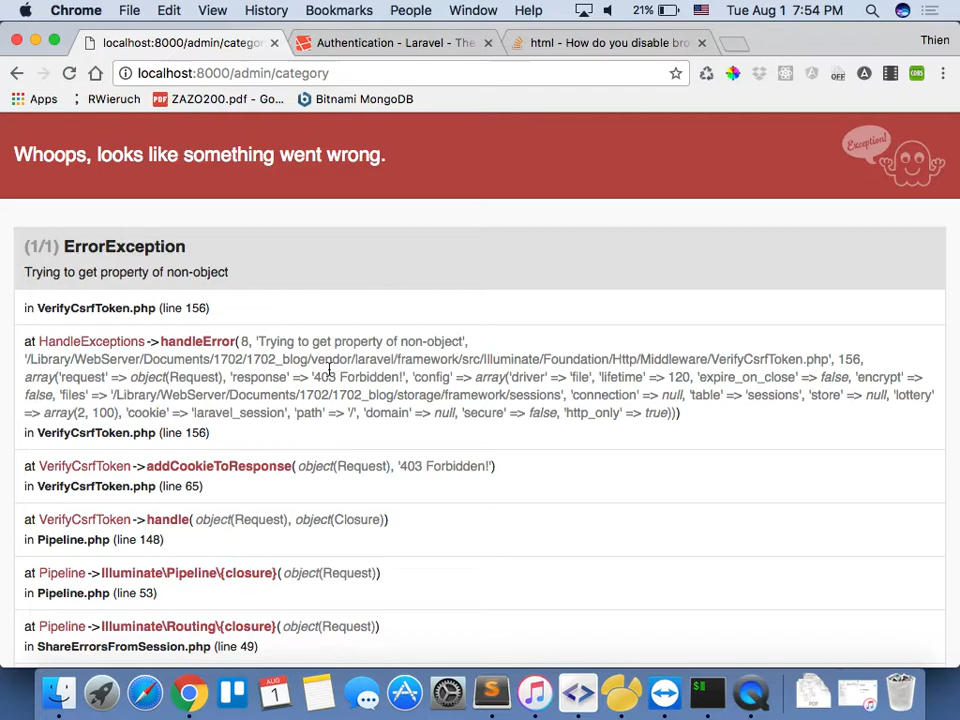 Chrome File Edit View History Bookmarks People Window Help 21% Tue Aug 1 7:54 PM
localhost:8000/admin/categor Authentication - Laravel - The html - How do you disable bro Thien
localhost:8000/admin/category OFF CORS
Apps RWieruch PDF ZAZO200.pdf - Go... Bitnami MongoDB
Whoops, looks like something went wrong.
Exception!
(1/1) ErrorException
Trying to get property of non-object
in VerifyCsrfToken.php (line 156)
at HandleExceptions->handleError(8, 'Trying to get property of non-object',
'/Library/WebServer/Documents/1702/1702_blog/vendor/laravel/framework/src/Illuminate/Foundation/Http/Middleware/VerifyCsrfToken.php', 156,
array('request' => object(Request), 'response' => '403 Forbidden!', 'config' => array('driver' => 'file', 'lifetime' => 120, 'expire_on_close' => false, 'encrypt' =>
false, 'files' => '/Library/WebServer/Documents/1702/1702_blog/storage/framework/sessions', 'connection' => null, 'table' => 'sessions', 'store' => null, 'lottery'
=> array(2, 100), 'cookie' => 'laravel_session', 'path' => '/', 'domain' => null, 'secure' => false, 'http_only' => true)))
in VerifyCsrfToken.php (line 156)
at VerifyCsrfToken->addCookieToResponse(object(Request), '403 Forbidden!')
in VerifyCsrfToken.php (line 65)
at VerifyCsrfToken->handle(object(Request), object(Closure))
in Pipeline.php (line 148)
at Pipeline->Illuminate\Pipeline\{closure}(object(Request))
in Pipeline.php (line 53)
at Pipeline->Illuminate\Routing\{closure}(object(Request))
in ShareErrorsFromSession.php (line 49)
AUG
1
PDF